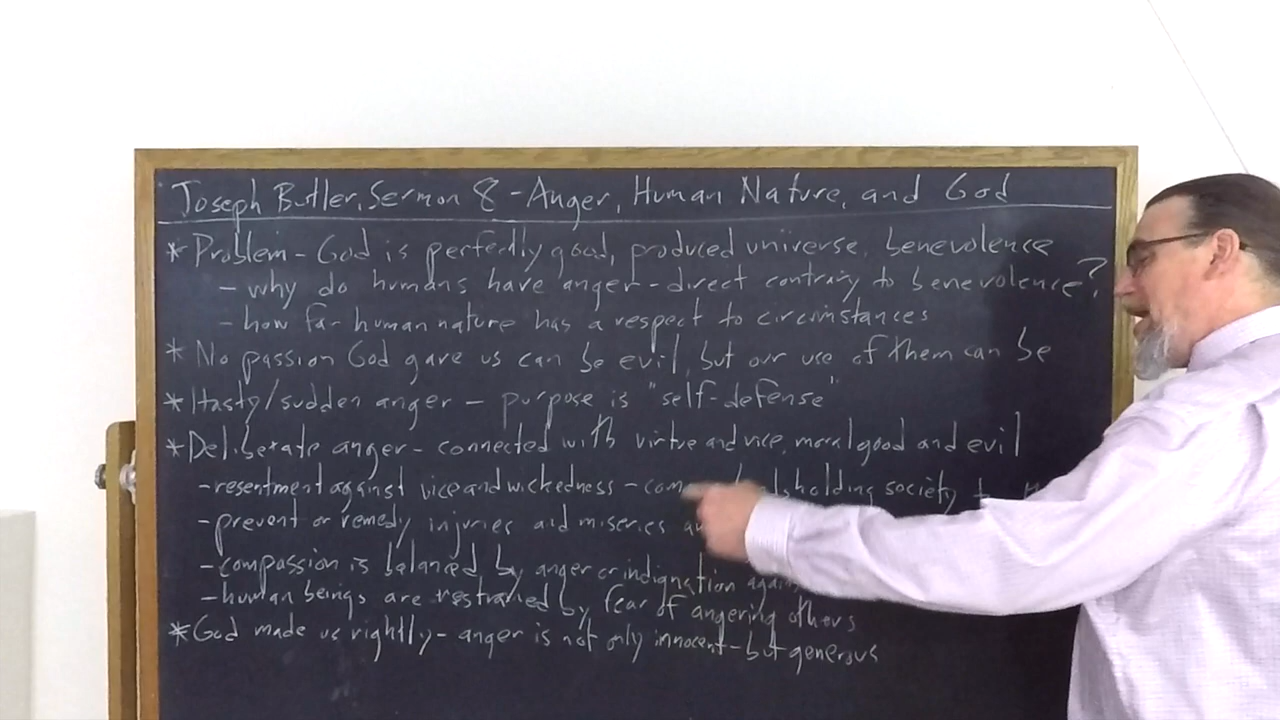 Joseph Butler, Sermon 8 - Anger, Human Nature, and God
* Problem - God is perfectly good, produced universe, benevolence
- why do humans have anger - direct contrary to benevolence?
- how far human nature has a respect to circumstances
* No passion God gave us can be evil, but our use of them can be
* Hasty/sudden anger - purpose is "self-defense"
* Deliberate anger - connected with virtue and vice, moral good and evil
- resentment against vice and wickedness - holding society
- prevent or remedy injuries and miseries
- compassion is balanced by anger or indignation
- human beings are restrained by fear of angering others
* God made us rightly - anger is not only innocent - but generous